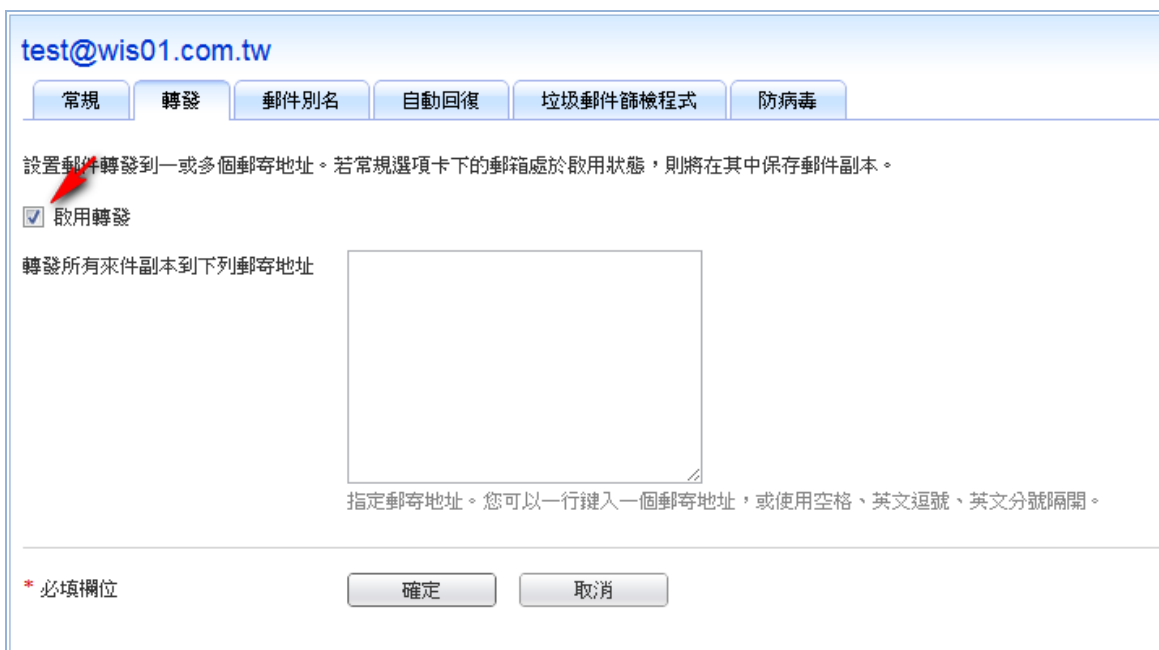 test@wis01.com.tw
常規 轉發 郵件別名 自動回復 垃圾郵件篩檢程式 防病毒
設置郵件轉發到一或多個郵寄地址。若常規選項卡下的郵箱處於啟用狀態，則將在其中保存郵件副本。
啟用轉發
轉發所有來件副本到下列郵寄地址
指定郵寄地址。您可以一行鍵入一個郵寄地址，或使用空格、英文逗號、英文分號隔開。
* 必填欄位 確定 取消